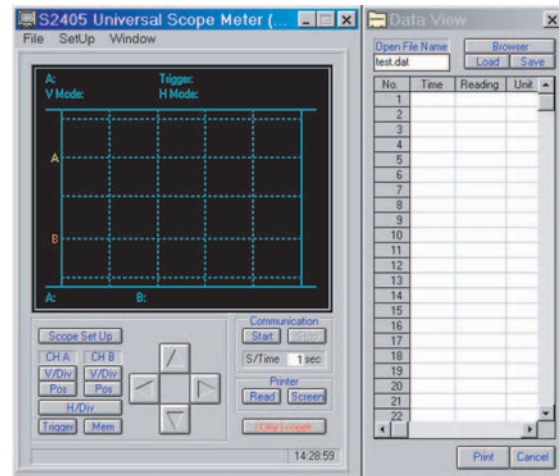 S2405 Universal Scope Meter (...
File SetUp Window
A: Trigger:
V Mode: H Mode:
A
B
A: B:
Scope Set Up
CH A CH B
V/Div V/Div
Pos Pos
H/Div
Trigger Mem
Communication
Start Stop
S/Time 1 sec
Printer
Read Screen
14:28:59
Data View
Open File Name Browser
test.dat Load Save
No. Time Reading Unit
1
2
3
4
5
6
7
8
9
10
11
12
13
14
15
16
17
18
19
20
21
22
Print Cancel